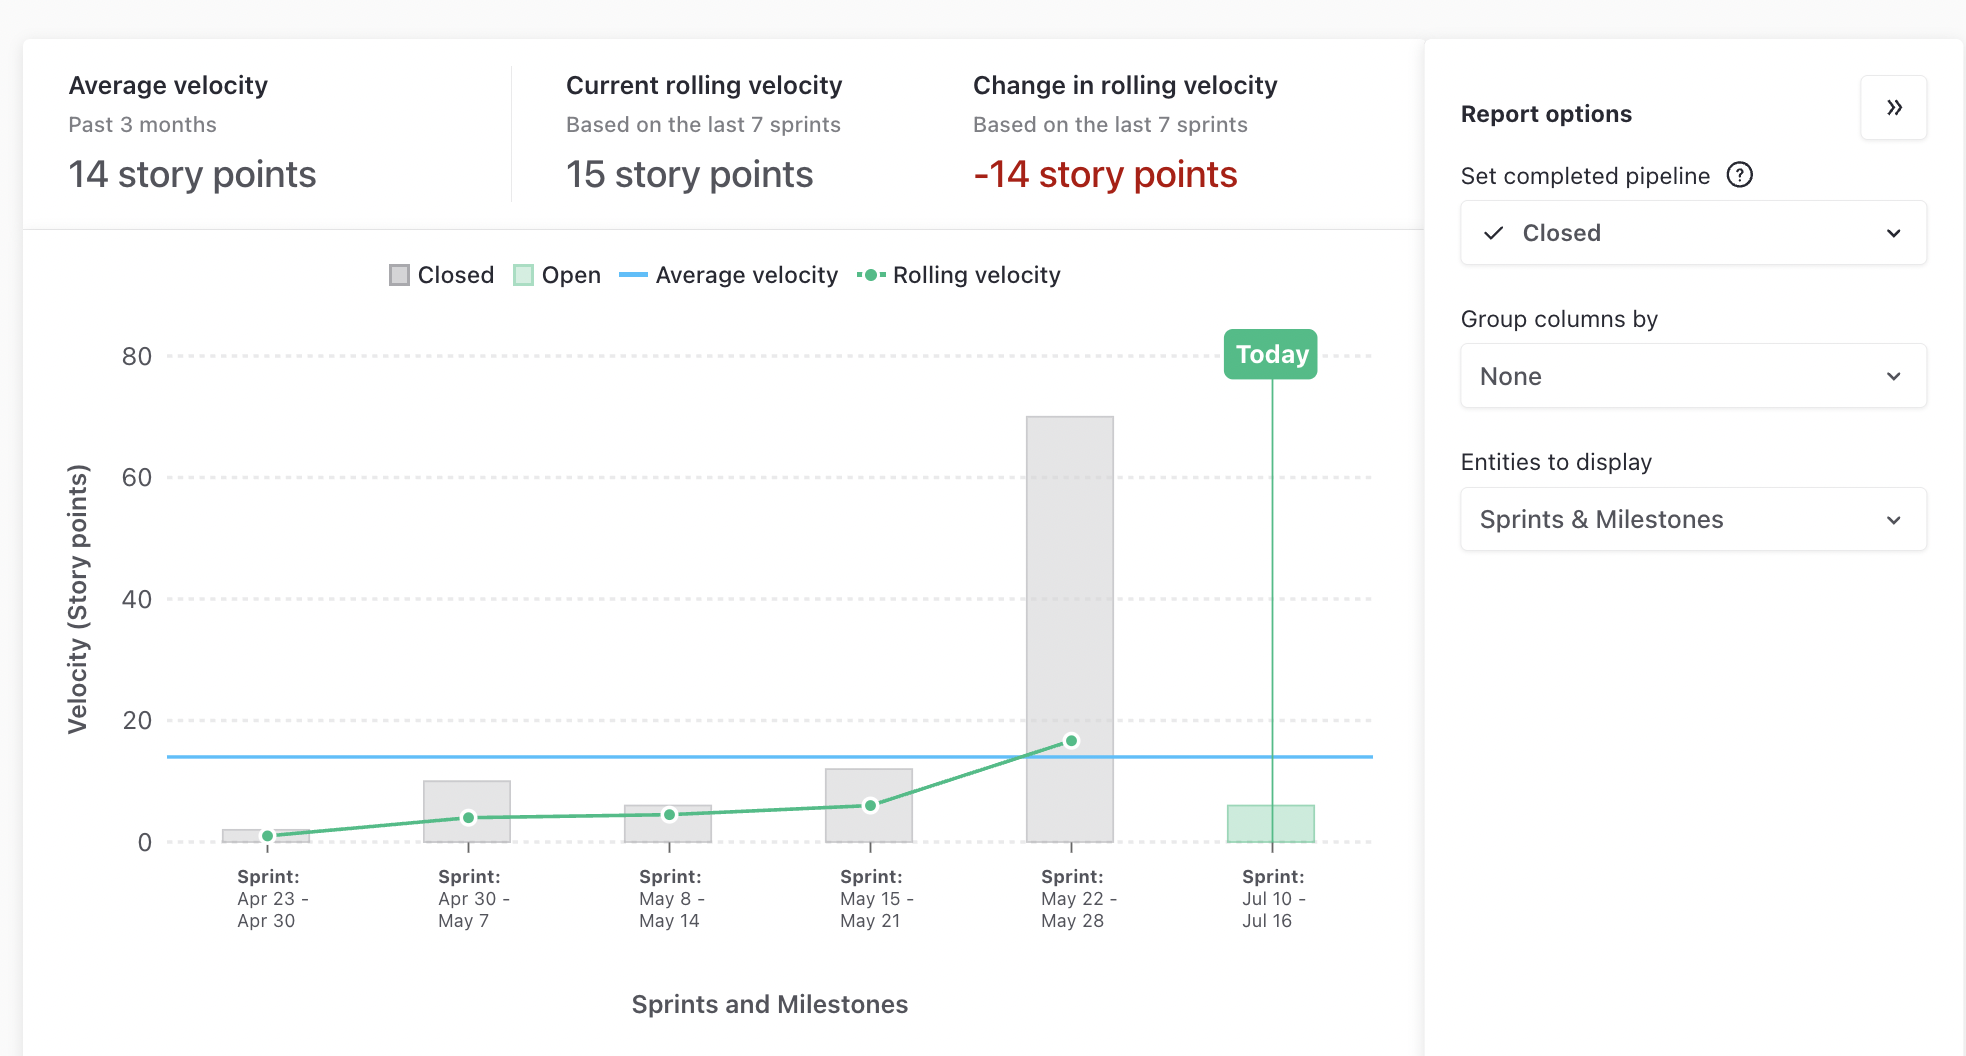 Average velocity
Past 3 months
14 story points
Current rolling velocity
Based on the last 7 sprints
15 story points
Change in rolling velocity
Based on the last 7 sprints
-14 story points
Closed
Open
Average velocity
Rolling velocity
Today
80
60
40
20
0
Velocity (Story points)
Sprint:
Apr 23 -
Apr 30
Sprint:
Apr 30 -
May 7
Sprint:
May 8 -
May 14
Sprint:
May 15 -
May 21
Sprint:
May 22 -
May 28
Sprint:
Jul 10 -
Jul 16
Sprints and Milestones
Report options
»
Set completed pipeline ?
Closed
Group columns by
None
Entities to display
Sprints & Milestones